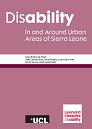 Disability
In and Around Urban
Areas of Sierra Leone
UCL
Leonard
Cheshire
Disability